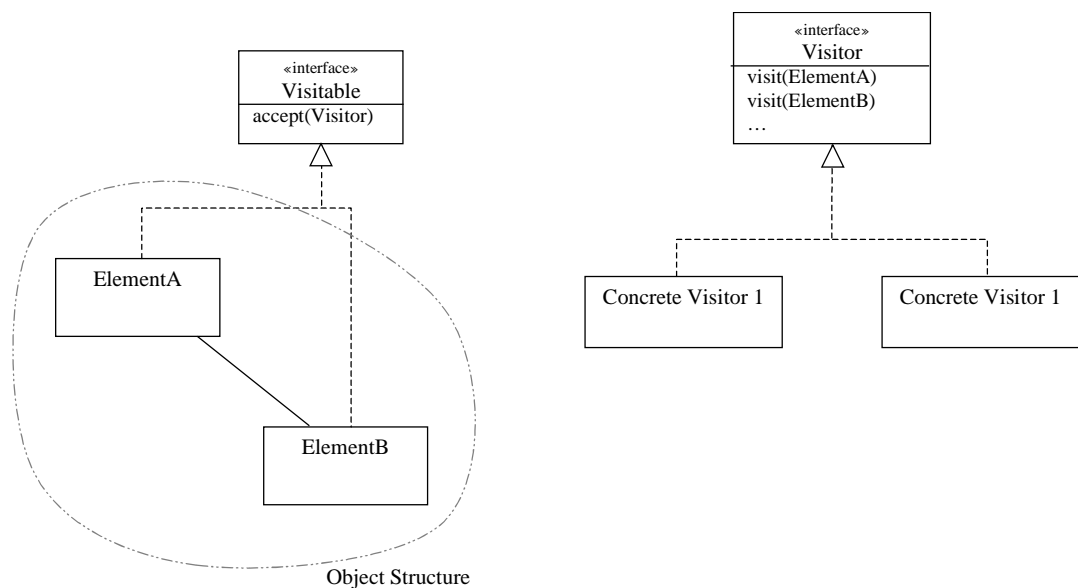 «interface»
Visitable
accept(Visitor)
«interface»
Visitor
visit(ElementA)
visit(ElementB)
…
ElementA
ElementB
Object Structure
Concrete Visitor 1
Concrete Visitor 1